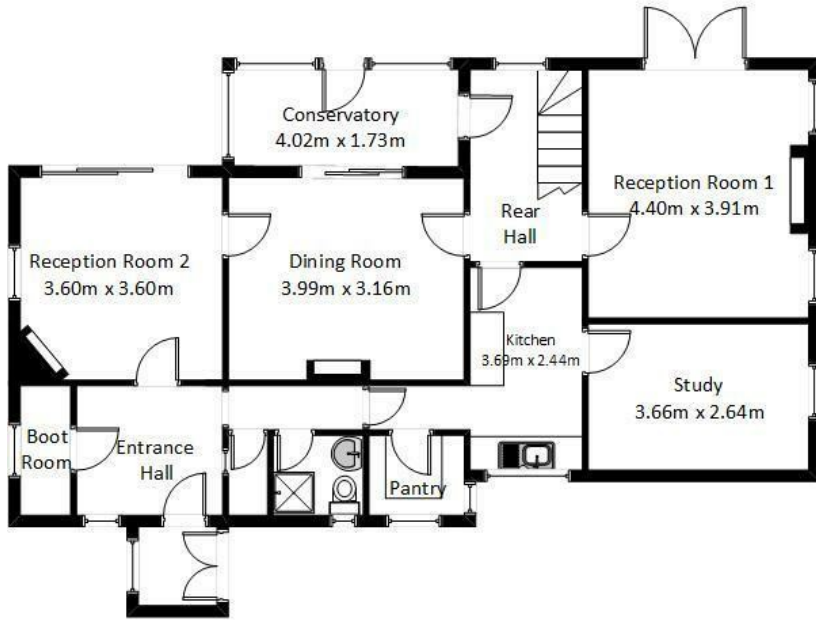 Conservatory
4.02m x 1.73m
Reception Room 1
4.40m x 3.91m
Rear
Hall
Reception Room 2
3.60m x 3.60m
Dining Room
3.99m x 3.16m
Kitchen
3.69m x 2.44m
Study
3.66m x 2.64m
Boot
Room
Entrance
Hall
Pantry